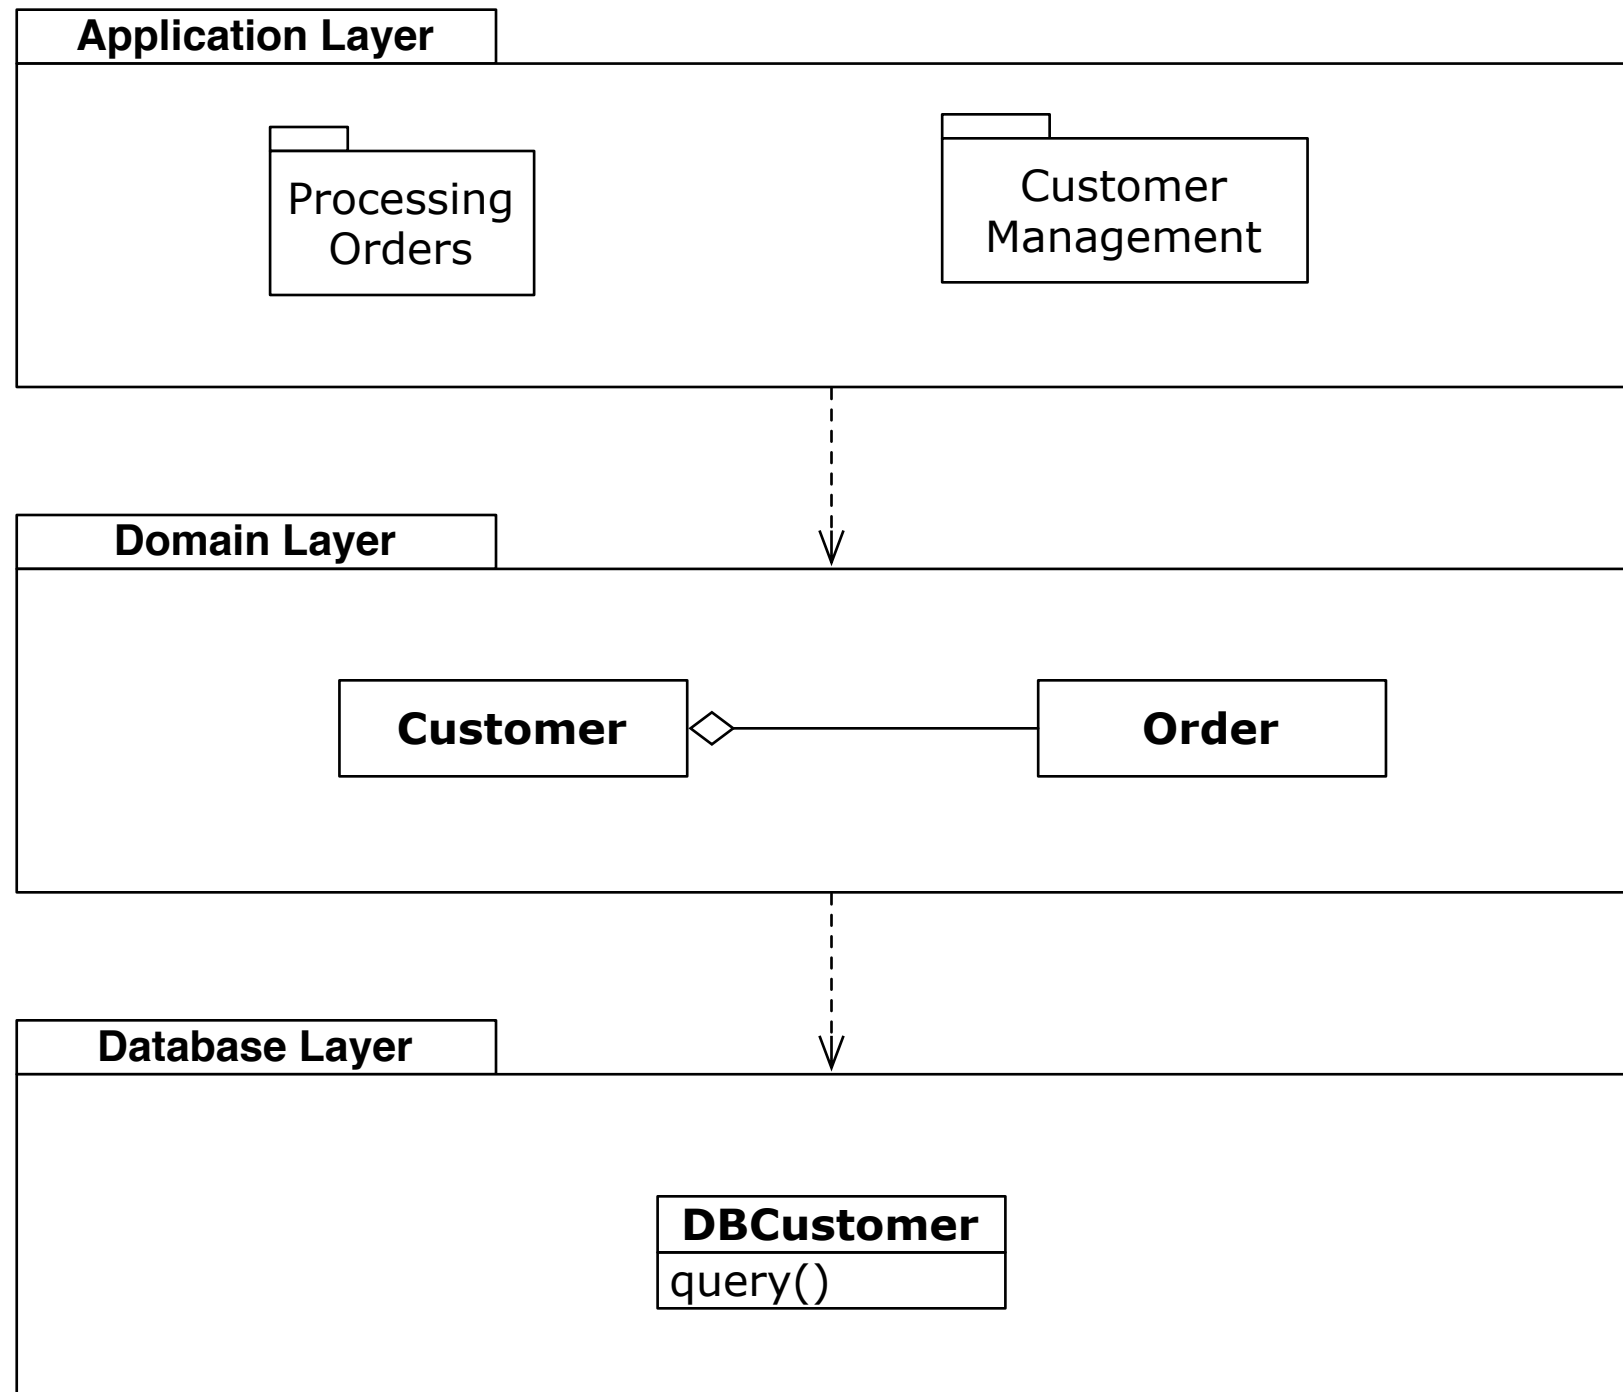 Application Layer
Processing
Orders
Customer
Management
Domain Layer
Customer
Order
Database Layer
DBCustomer
query()